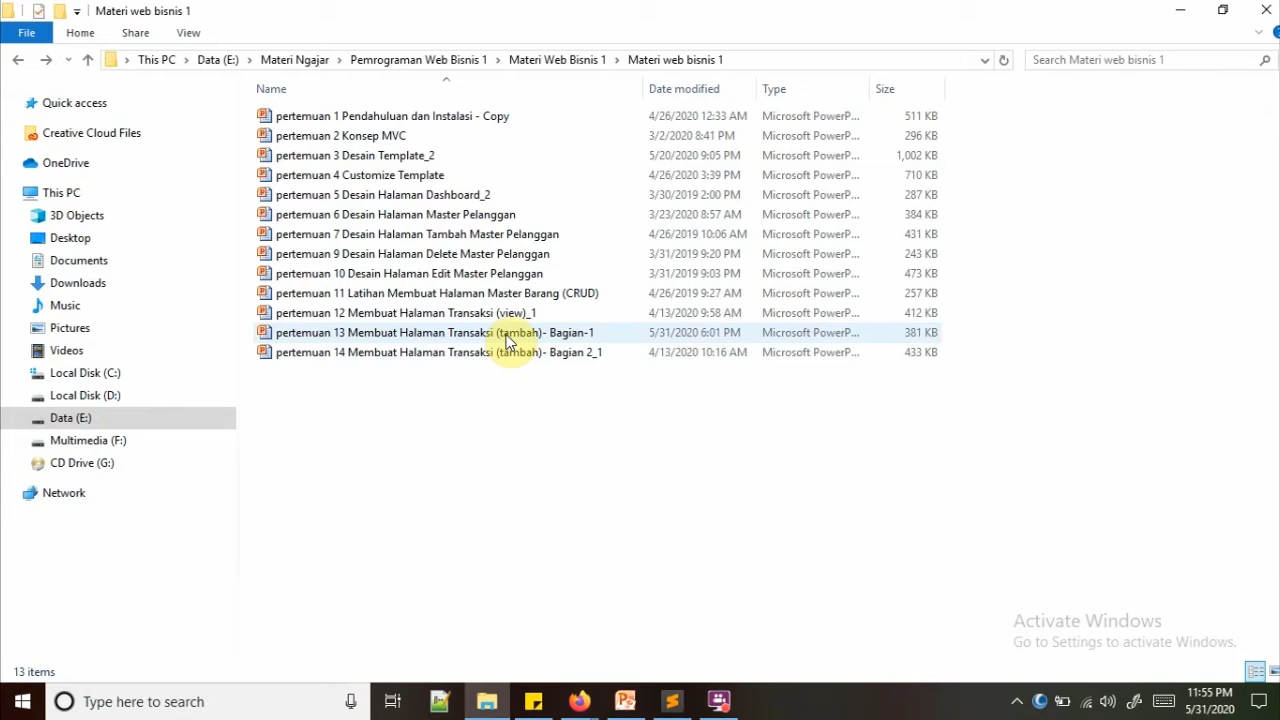 Materi web bisnis 1
File Home Share View
This PC Data (E:) Materi Ngajar Pemrograman Web Bisnis 1 Materi Web Bisnis 1 Materi web bisnis 1 Search Materi web bisnis 1
Name Date modified Type Size
pertemuan 1 Pendahuluan dan Instalasi - Copy 4/26/2020 12:33 AM Microsoft PowerP... 511 KB
pertemuan 2 Konsep MVC 3/2/2020 8:41 PM Microsoft PowerP... 296 KB
pertemuan 3 Desain Template_2 5/20/2020 9:05 PM Microsoft PowerP... 1,002 KB
pertemuan 4 Customize Template 4/26/2020 3:39 PM Microsoft PowerP... 710 KB
pertemuan 5 Desain Halaman Dashboard_2 3/30/2019 2:00 PM Microsoft PowerP... 287 KB
pertemuan 6 Desain Halaman Master Pelanggan 3/23/2020 8:57 AM Microsoft PowerP... 384 KB
pertemuan 7 Desain Halaman Tambah Master Pelanggan 4/26/2019 10:06 AM Microsoft PowerP... 431 KB
pertemuan 9 Desain Halaman Delete Master Pelanggan 3/31/2019 9:20 PM Microsoft PowerP... 243 KB
pertemuan 10 Desain Halaman Edit Master Pelanggan 3/31/2019 9:03 PM Microsoft PowerP... 473 KB
pertemuan 11 Latihan Membuat Halaman Master Barang (CRUD) 4/26/2019 9:27 AM Microsoft PowerP... 257 KB
pertemuan 12 Membuat Halaman Transaksi (view)_1 4/13/2020 9:58 AM Microsoft PowerP... 412 KB
pertemuan 13 Membuat Halaman Transaksi (tambah)- Bagian-1 5/31/2020 6:01 PM Microsoft PowerP... 381 KB
pertemuan 14 Membuat Halaman Transaksi (tambah)- Bagian 2_1 4/13/2020 10:16 AM Microsoft PowerP... 433 KB
Quick access
Creative Cloud Files
OneDrive
This PC
3D Objects
Desktop
Documents
Downloads
Music
Pictures
Videos
Local Disk (C:)
Local Disk (D:)
Data (E:)
Multimedia (F:)
CD Drive (G:)
Network
Activate Windows
Go to Settings to activate Windows.
13 items
Type here to search
11:55 PM
5/31/2020